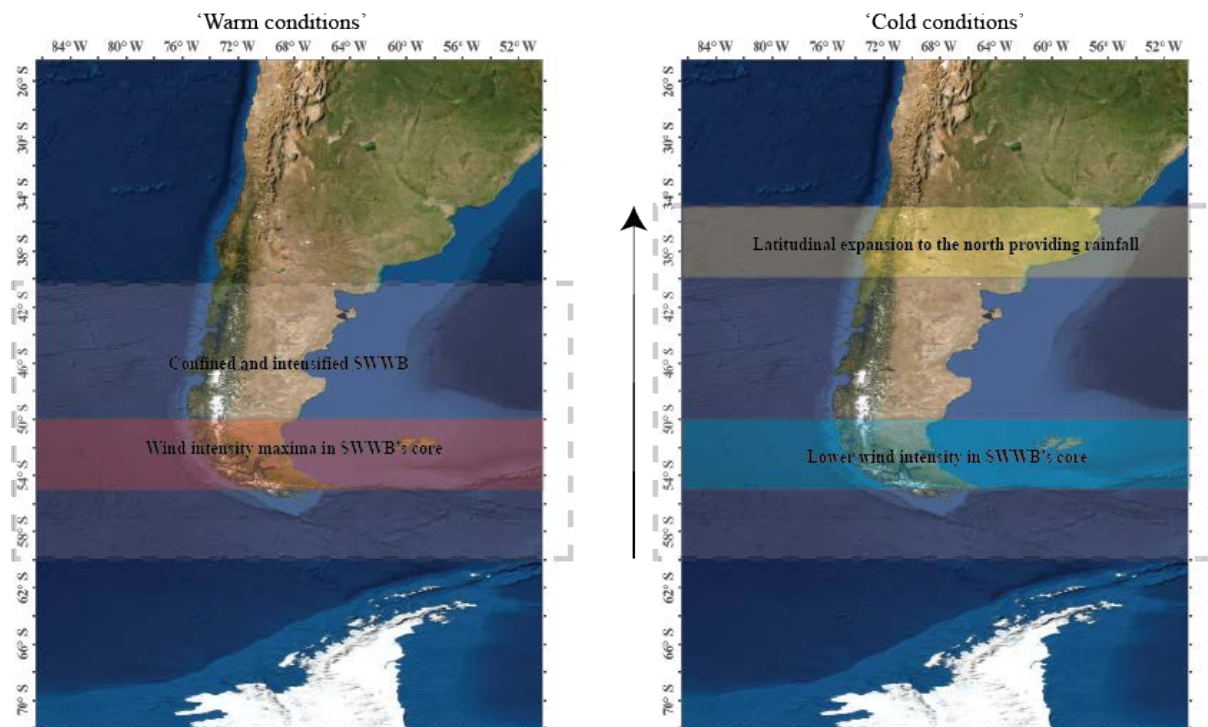 ‘Warm conditions’
84° W 80° W 76° W 72° W 68° W 64° W 60° W 56° W 52° W
26° S
30° S
34° S
38° S
42° S
46° S
50° S
54° S
58° S
62° S
66° S
70° S
Confined and intensified SWWB
Wind intensity maxima in SWWB’s core
‘Cold conditions’
84° W 80° W 76° W 72° W 68° W 64° W 60° W 56° W 52° W
26° S
30° S
34° S
38° S
42° S
46° S
50° S
54° S
58° S
62° S
66° S
70° S
Latitudinal expansion to the north providing rainfall
Lower wind intensity in SWWB’s core